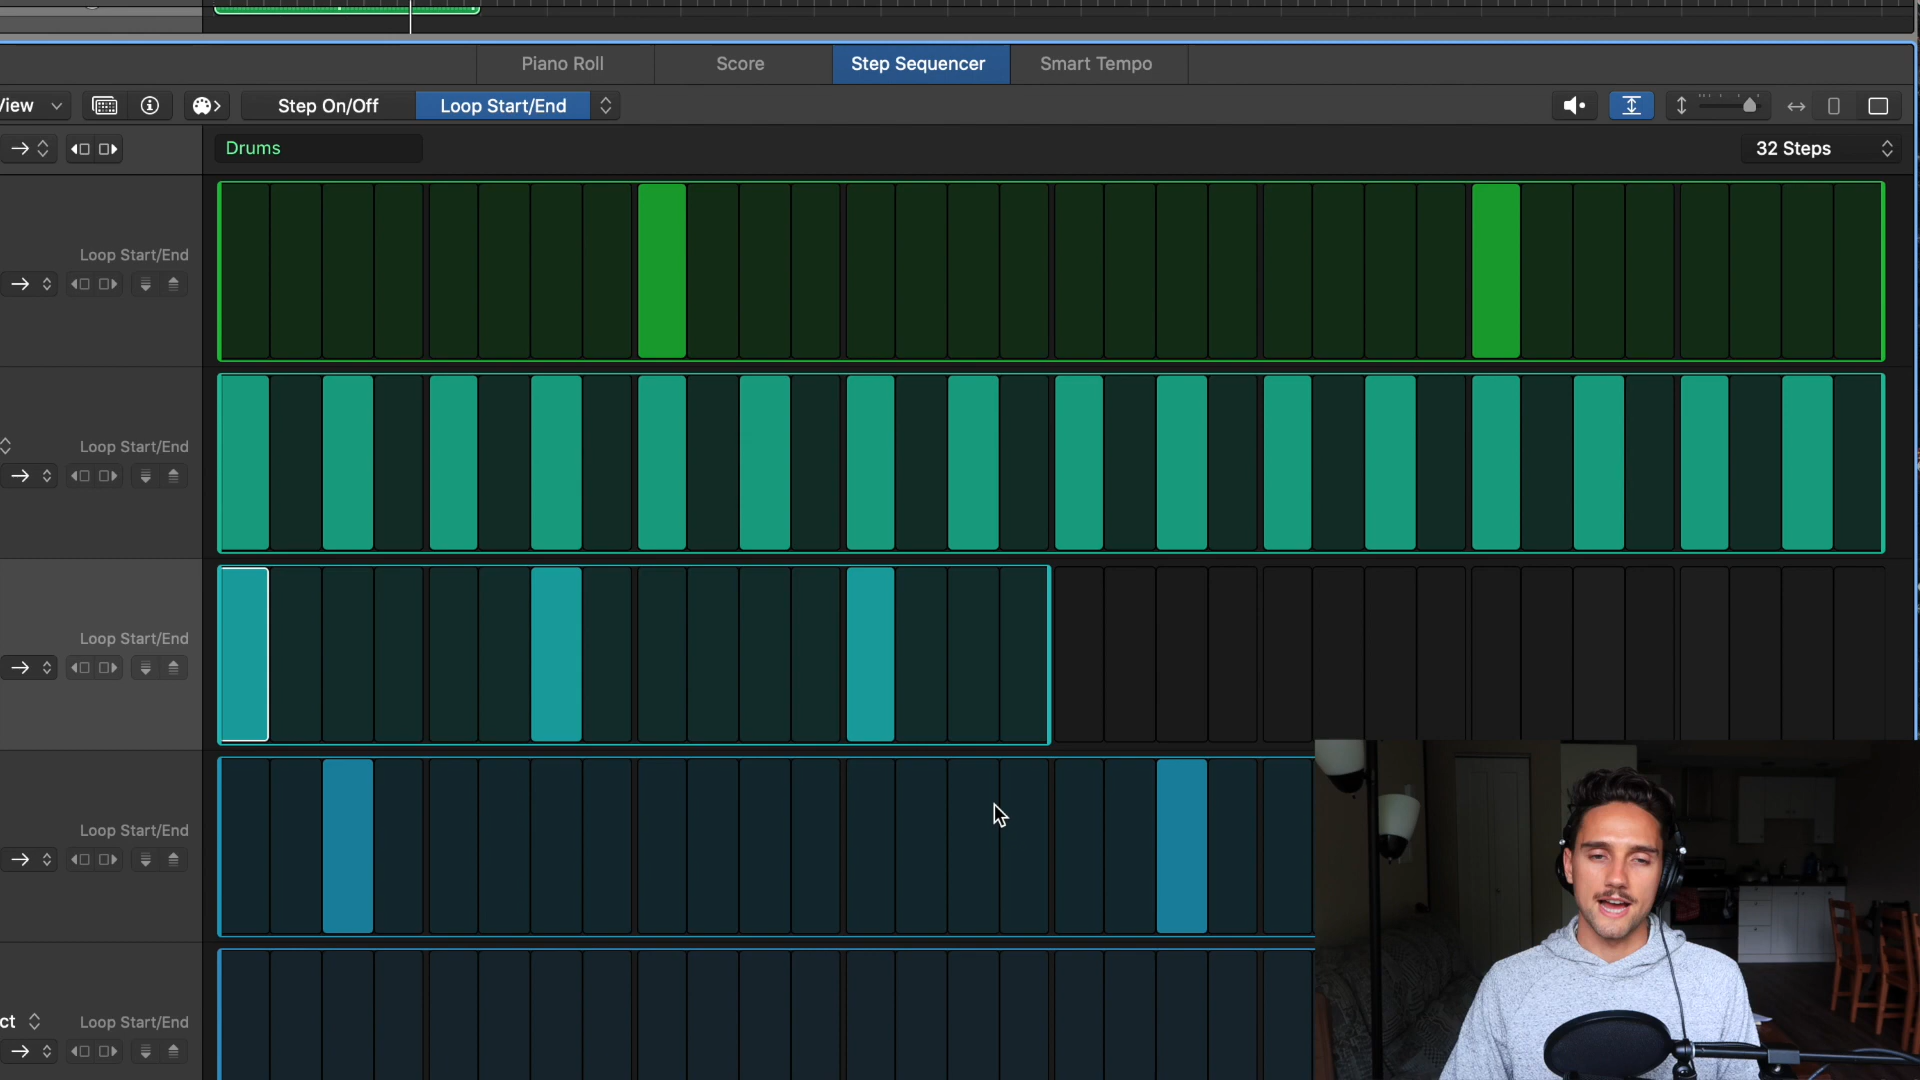 Piano Roll
Score
Step Sequencer
Smart Tempo
View
Step On/Off
Loop Start/End
Drums
32 Steps
Loop Start/End
Loop Start/End
Loop Start/End
Loop Start/End
ct
Loop Start/End